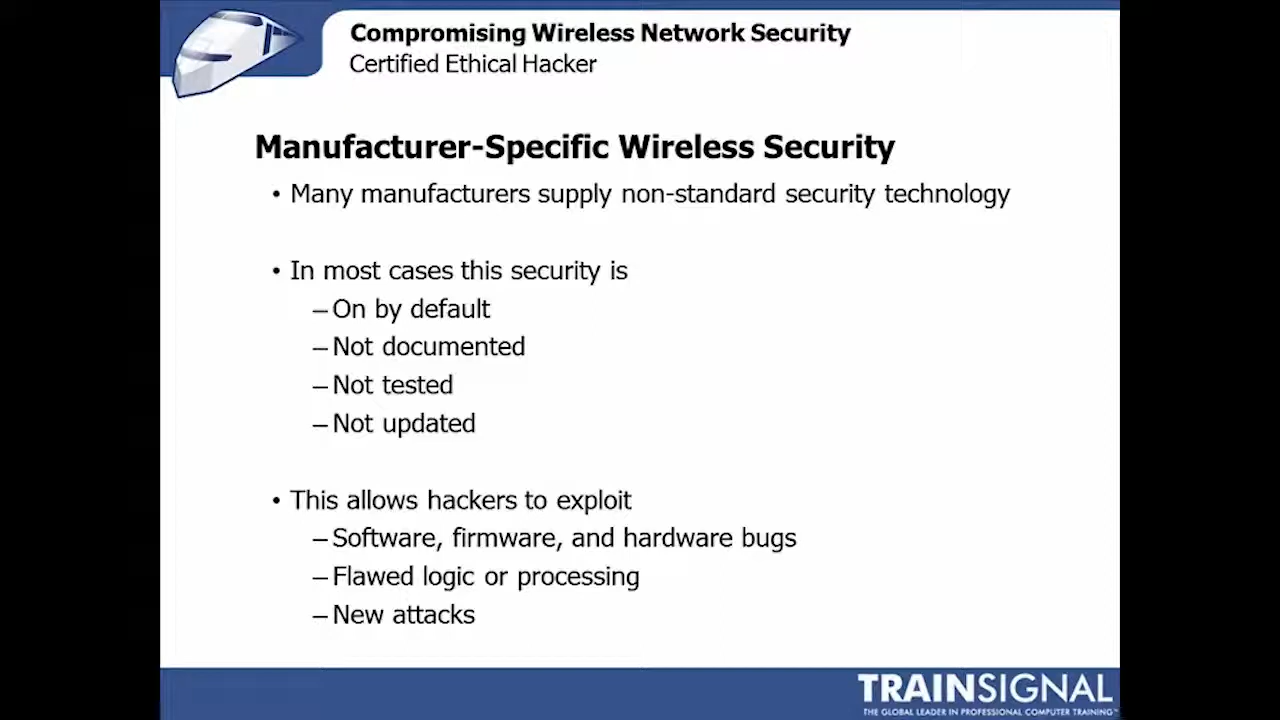 Compromising Wireless Network Security
Certified Ethical Hacker
Manufacturer-Specific Wireless Security
• Many manufacturers supply non-standard security technology
• In most cases this security is
– On by default
– Not documented
– Not tested
– Not updated
• This allows hackers to exploit
– Software, firmware, and hardware bugs
– Flawed logic or processing
– New attacks
TRAINSIGNAL
THE GLOBAL LEADER IN PROFESSIONAL COMPUTER TRAINING™